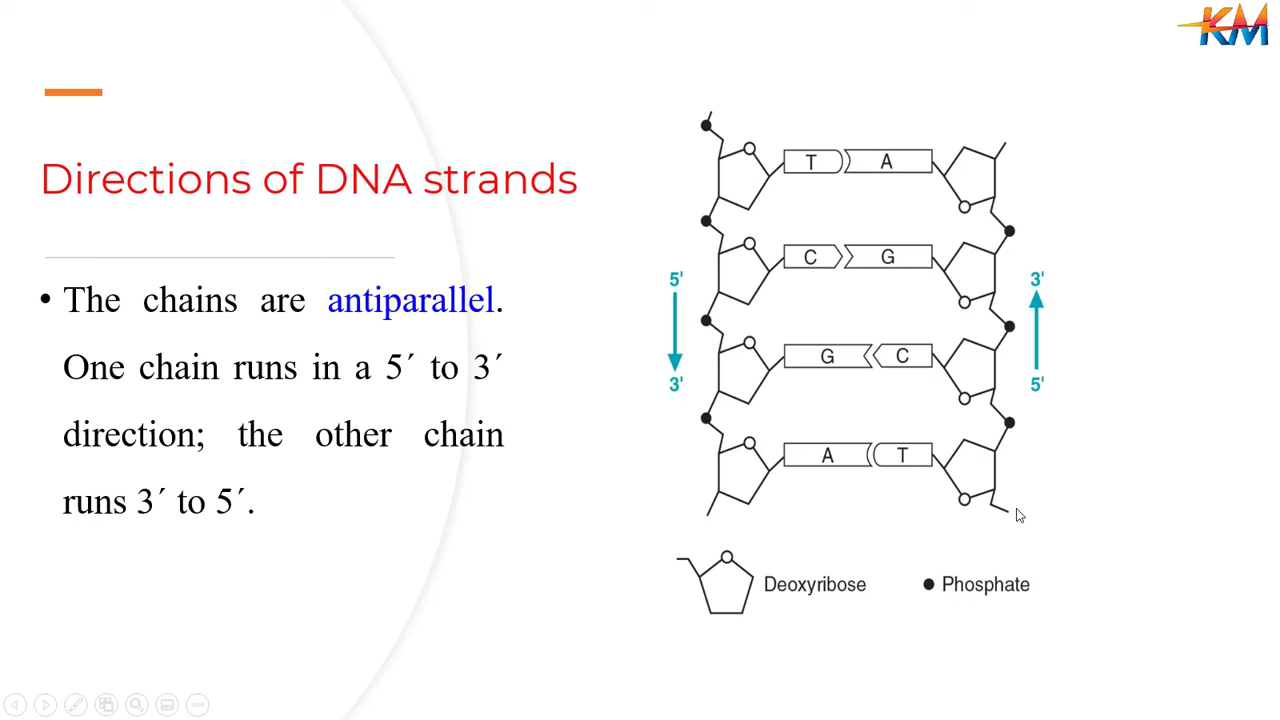 KM
Directions of DNA strands
• The chains are antiparallel.
One chain runs in a 5´ to 3´
direction; the other chain
runs 3´ to 5´.
T A
C G
5' 3'
G C
3' 5'
A T
Deoxyribose Phosphate